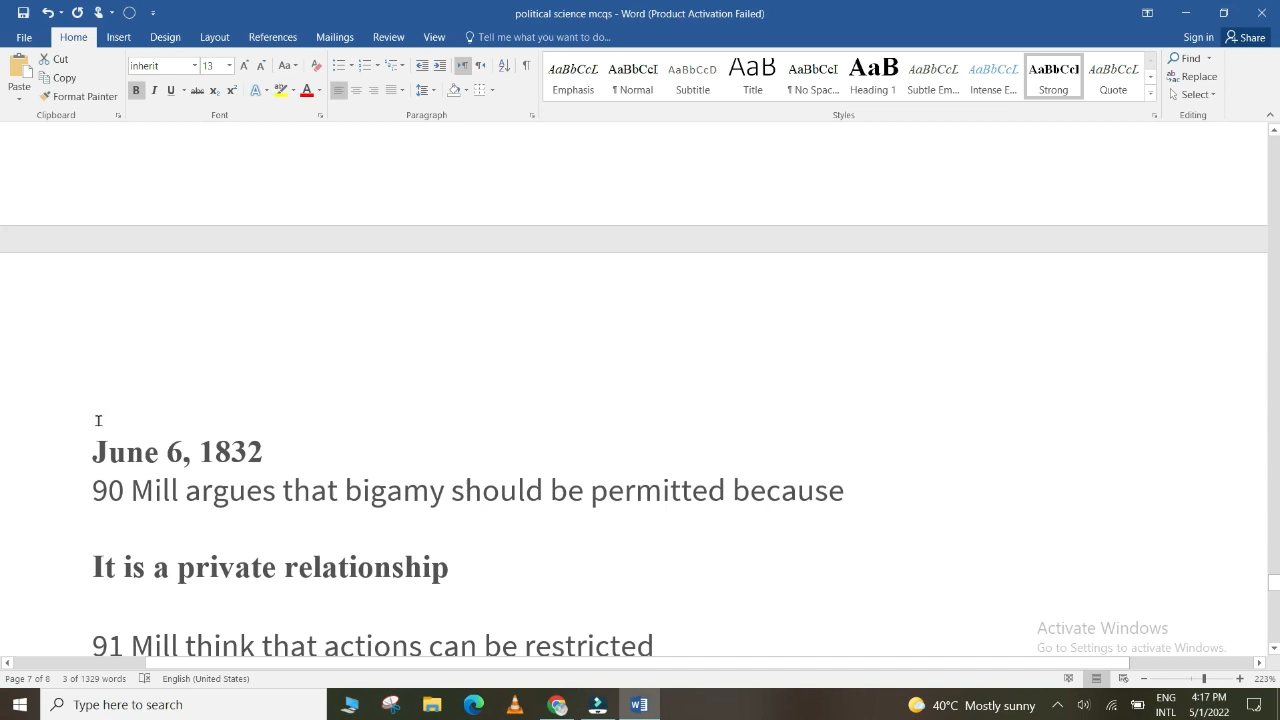 political science mcqs - Word (Product Activation Failed)
File Home Insert Design Layout References Mailings Review View Tell me what you want to do... Sign in Share
Paste Cut Copy Format Painter Clipboard
inherit 13 Font
Paragraph
AaBbCcL Emphasis
AaBbCcI ¶ Normal
AaBbCcD Subtitle
AaB Title
AaBbCcI ¶ No Spac...
AaB Heading 1
AaBbCcL Subtle Em...
AaBbCcL Intense E...
AaBbCcl Strong
AaBbCcL Quote
Styles
Find Replace Select Editing
June 6, 1832
90 Mill argues that bigamy should be permitted because
It is a private relationship
91 Mill think that actions can be restricted
Activate Windows
Go to Settings to activate Windows.
Page 7 of 8 3 of 1329 words English (United States) 223%
Type here to search 40°C Mostly sunny ENG INTL 4:17 PM 5/1/2022